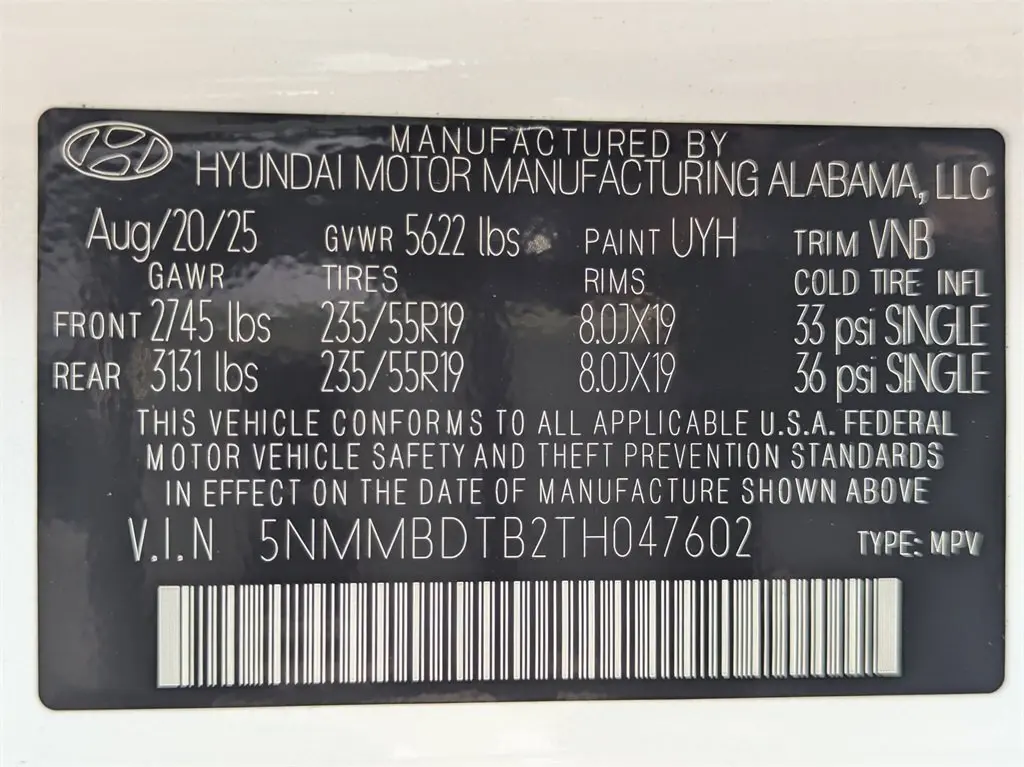 MANUFACTURED BY
HYUNDAI MOTOR MANUFACTURING ALABAMA, LLC
Aug/20/25 GVWR 5622 lbs PAINT UYH TRIM VNB
GAWR TIRES RIMS COLD TIRE INFL
FRONT 2745 lbs 235/55R19 8.0JX19 33 psi SINGLE
REAR 3131 lbs 235/55R19 8.0JX19 36 psi SINGLE
THIS VEHICLE CONFORMS TO ALL APPLICABLE U.S.A. FEDERAL
MOTOR VEHICLE SAFETY AND THEFT PREVENTION STANDARDS
IN EFFECT ON THE DATE OF MANUFACTURE SHOWN ABOVE
V.I.N 5NMMBDTB2TH047602 TYPE: MPV